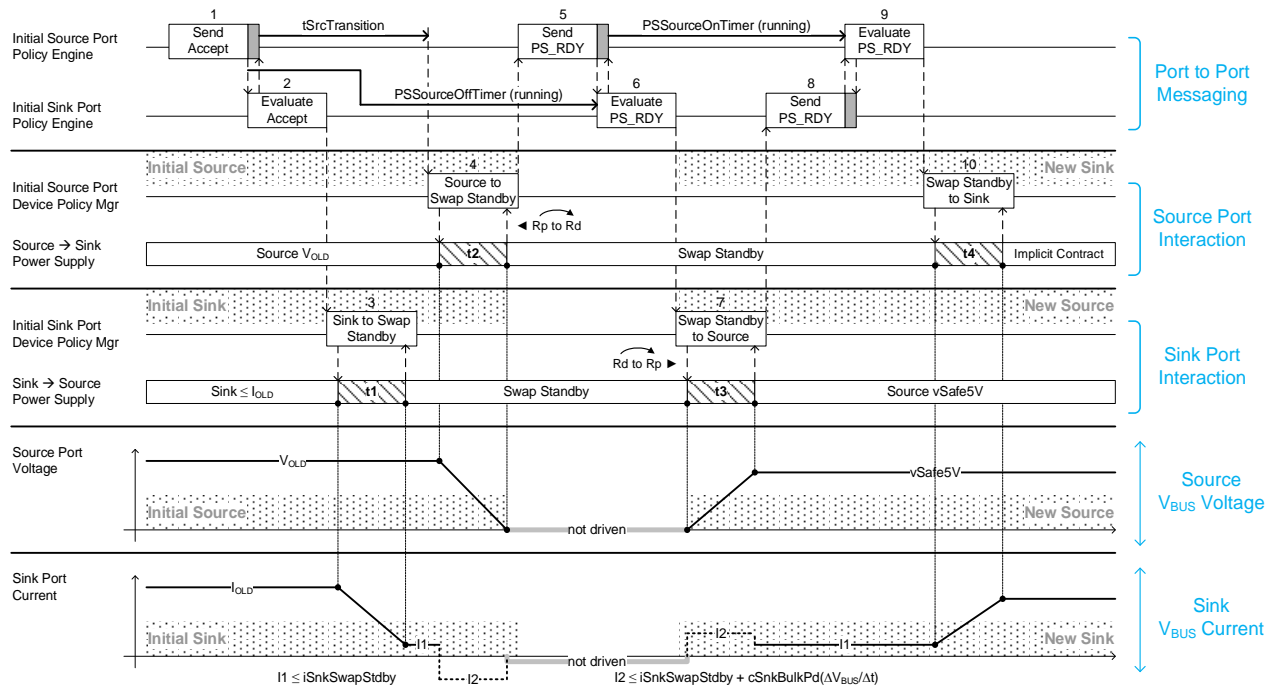 1
5
9
Initial Source Port
Policy Engine
Send
Accept
tSrcTransition
Send
PS_RDY
PSSourceOnTimer (running)
Evaluate
PS_RDY
Port to Port
Messaging
2
6
8
Initial Sink Port
Policy Engine
Evaluate
Accept
PSSourceOffTimer (running)
Evaluate
PS_RDY
Send
PS_RDY
Initial Source
4
10
New Sink
Initial Source Port
Device Policy Mgr
Source to
Swap Standby
Swap Standby
to Sink
Rp to Rd
Source Port
Interaction
Source → Sink
Power Supply
Source VOLD
t2
Swap Standby
t4
Implicit Contract
Initial Sink
3
7
New Source
Initial Sink Port
Device Policy Mgr
Sink to Swap
Standby
Swap Standby
to Source
Rd to Rp
Sink Port
Interaction
Sink → Source
Power Supply
Sink ≤ IOLD
t1
Swap Standby
t3
Source vSafe5V
Source Port
Voltage
VOLD
vSafe5V
Initial Source
not driven
New Source
Source
VBUS Voltage
Sink Port
Current
IOLD
Initial Sink
I1
I2
not driven
I2
I1
New Sink
Sink
VBUS Current
I1 ≤ iSnkSwapStdby
I2 ≤ iSnkSwapStdby + cSnkBulkPd(ΔVBUS/Δt)